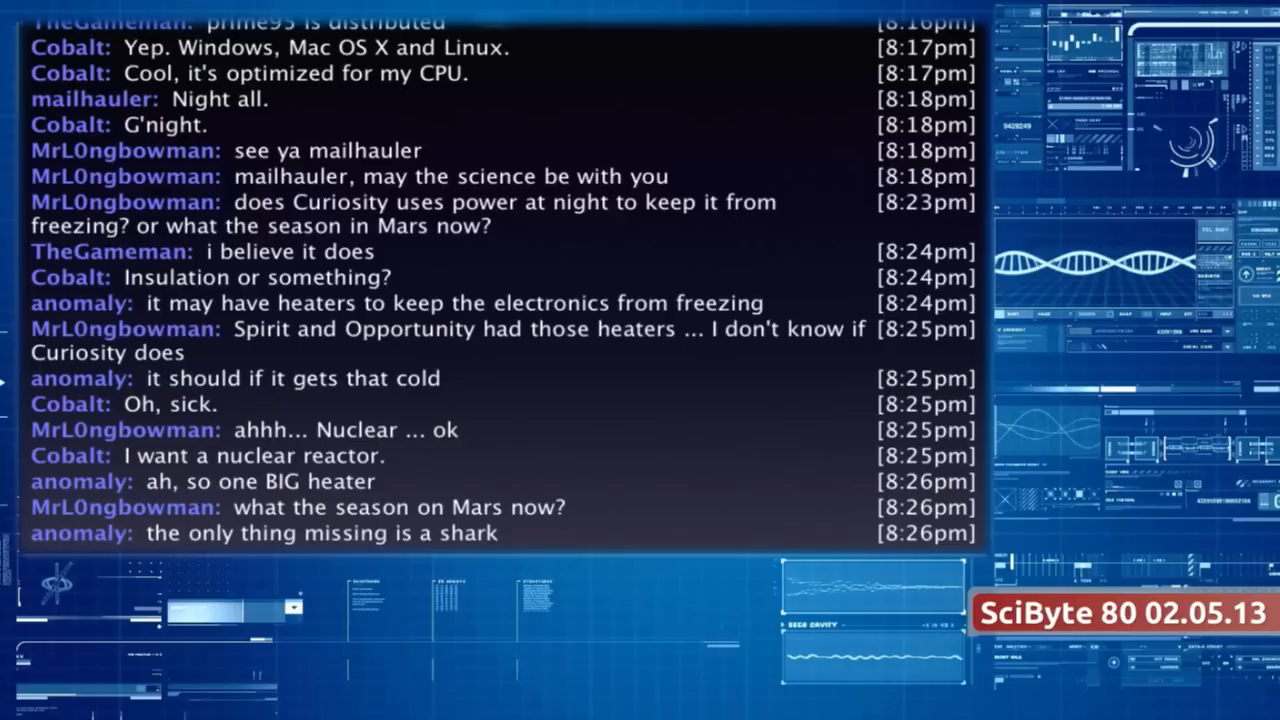 TheGameman: prime95 is distributed [8:16pm]
Cobalt: Yep. Windows, Mac OS X and Linux. [8:17pm]
Cobalt: Cool, it's optimized for my CPU. [8:17pm]
mailhauler: Night all. [8:18pm]
Cobalt: G'night. [8:18pm]
MrL0ngbowman: see ya mailhauler [8:18pm]
MrL0ngbowman: mailhauler, may the science be with you [8:18pm]
MrL0ngbowman: does Curiosity uses power at night to keep it from [8:23pm]
freezing? or what the season in Mars now?
TheGameman: i believe it does [8:24pm]
Cobalt: Insulation or something? [8:24pm]
anomaly: it may have heaters to keep the electronics from freezing [8:24pm]
MrL0ngbowman: Spirit and Opportunity had those heaters ... I don't know if [8:25pm]
Curiosity does
anomaly: it should if it gets that cold [8:25pm]
Cobalt: Oh, sick. [8:25pm]
MrL0ngbowman: ahhh... Nuclear ... ok [8:25pm]
Cobalt: I want a nuclear reactor. [8:25pm]
anomaly: ah, so one BIG heater [8:26pm]
MrL0ngbowman: what the season on Mars now? [8:26pm]
anomaly: the only thing missing is a shark [8:26pm]
SciByte 80 02.05.13